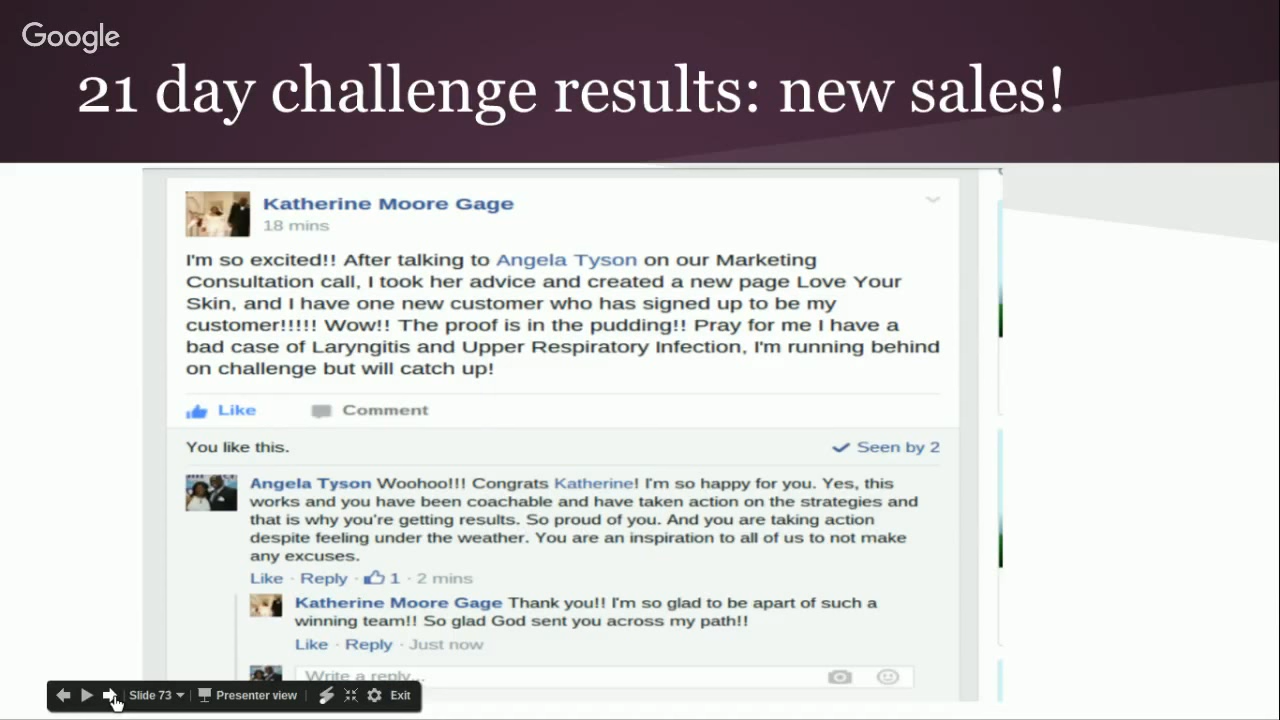 Google
21 day challenge results: new sales!
Katherine Moore Gage
18 mins
I'm so excited!! After talking to Angela Tyson on our Marketing
Consultation call, I took her advice and created a new page Love Your
Skin, and I have one new customer who has signed up to be my
customer!!!!! Wow!! The proof is in the pudding!! Pray for me I have a
bad case of Laryngitis and Upper Respiratory Infection, I'm running behind
on challenge but will catch up!
Like Comment
You like this. Seen by 2
Angela Tyson Woohoo!!! Congrats Katherine! I'm so happy for you. Yes, this
works and you have been coachable and have taken action on the strategies and
that is why you're getting results. So proud of you. And you are taking action
despite feeling under the weather. You are an inspiration to all of us to not make
any excuses.
Like · Reply · 1 · 2 mins
Katherine Moore Gage Thank you!! I'm so glad to be apart of such a
winning team!! So glad God sent you across my path!!
Like · Reply · Just now
Write a reply...
Slide 73 Presenter view Exit